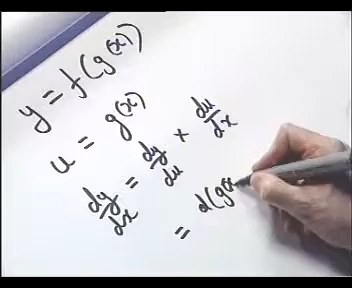 y = f(g(x))
u = g(x)
dy/dx = dy/du × du/dx
= d(g(x